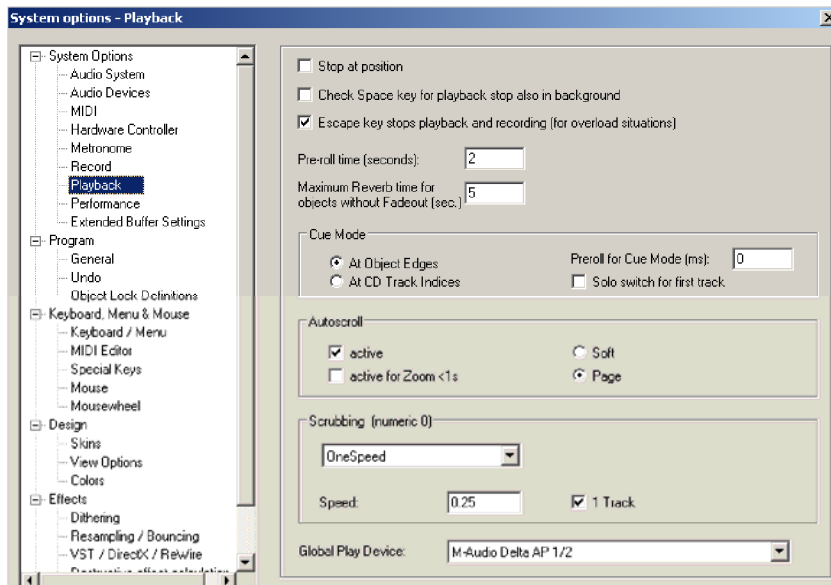 System options - Playback
System Options
Audio System
Audio Devices
MIDI
Hardware Controller
Metronome
Record
Playback
Performance
Extended Buffer Settings
Program
General
Undo
Object Lock Definitions
Keyboard, Menu & Mouse
Keyboard / Menu
MIDI Editor
Special Keys
Mouse
Mousewheel
Design
Skins
View Options
Colors
Effects
Dithering
Resampling / Bouncing
VST / DirectX / ReWire
Destructive effect calculation
Stop at position
Check Space key for playback stop also in background
Escape key stops playback and recording (for overload situations)
Pre-roll time (seconds): 2
Maximum Reverb time for
objects without Fadeout (sec.) 5
Cue Mode
At Object Edges
Preroll for Cue Mode (ms): 0
At CD Track Indices
Solo switch for first track
Autoscroll
active
Soft
active for Zoom <1s
Page
Scrubbing (numeric 0)
OneSpeed
Speed: 0.25
1 Track
Global Play Device: M-Audio Delta AP 1/2